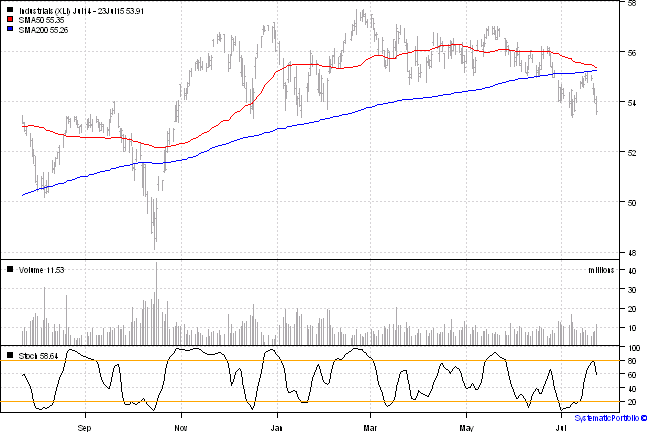 Industrials (XLI) Jul14 - 23Jul15 53.91
SMA50 55.35
SMA200 55.26
58
56
54
52
50
48
Volume 11.53
millions
40
30
20
10
Stoch 58.64
100
80
60
40
20
Sep
Nov
Jan
Mar
May
Jul
SystematicPortfolio ©